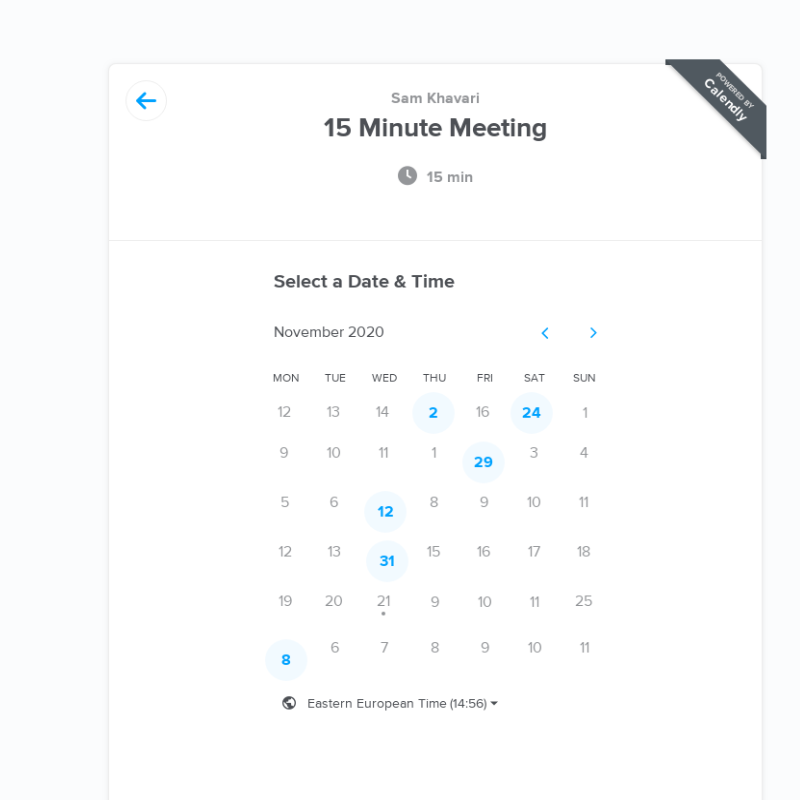 POWERED BY
Calendly
Sam Khavari
15 Minute Meeting
15 min
Select a Date & Time
November 2020
MON TUE WED THU FRI SAT SUN
12 13 14 2 16 24 1
9 10 11 1 29 3 4
5 6 12 8 9 10 11
12 13 31 15 16 17 18
19 20 21 9 10 11 25
8 6 7 8 9 10 11
Eastern European Time (14:56)